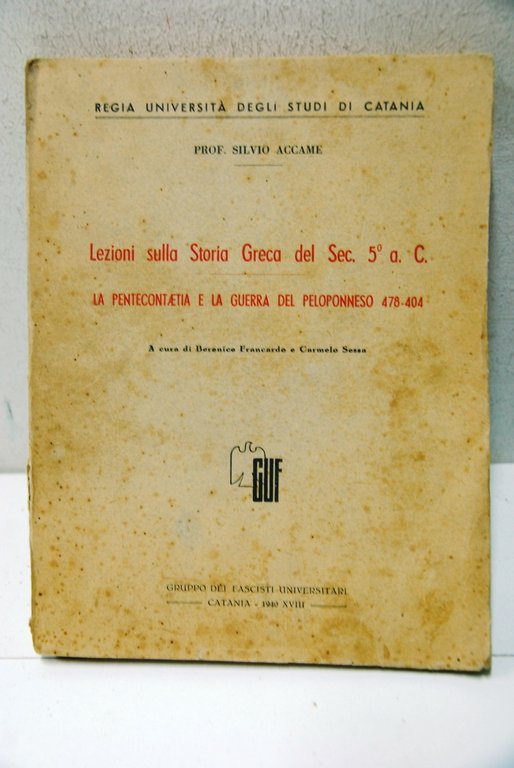 REGIA UNIVERSITÀ DEGLI STUDI DI CATANIA
PROF. SILVIO ACCAME
Lezioni sulla Storia Greca del Sec. 5º a. C.
LA PENTECONTÆTIA E LA GUERRA DEL PELOPONNESO 478-404
A cura di Berenice Francardo e Carmelo Sessa
GUF
GRUPPO DEI FASCISTI UNIVERSITARI
CATANIA - 1940 XVIII